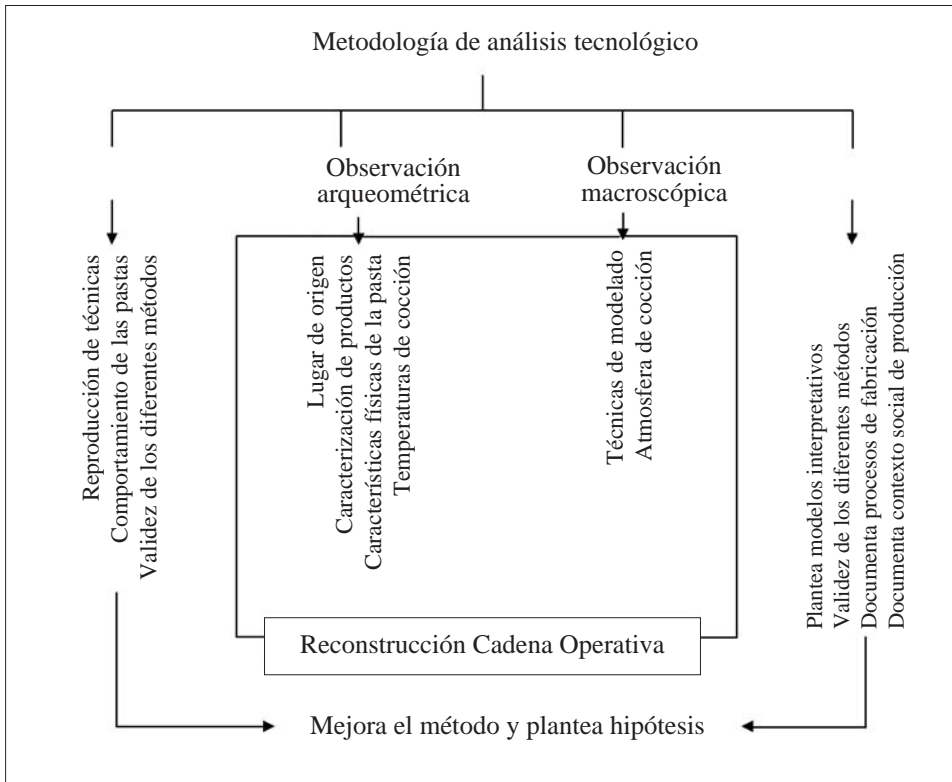 Metodología de análisis tecnológico
Observación
arqueométrica
Observación
macroscópica
Reproducción de técnicas
Comportamiento de las pastas
Validez de los diferentes métodos
Lugar de origen
Caracterización de productos
Características físicas de la pasta
Temperaturas de cocción
Técnicas de modelado
Atmosfera de cocción
Plantea modelos interpretativos
Validez de los diferentes métodos
Documenta procesos de fabricación
Documenta contexto social de producción
Reconstrucción Cadena Operativa
Mejora el método y plantea hipótesis